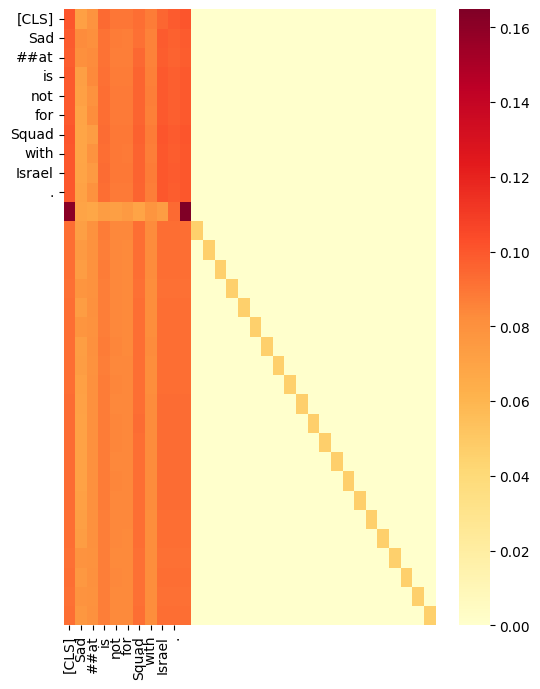 [CLS]
Sad
##at
is
not
for
Squad
with
Israel
.
0.16
0.14
0.12
0.10
0.08
0.06
0.04
0.02
0.00
[CLS]
Sad
##at
is
not
for
Squad
with
Israel
.